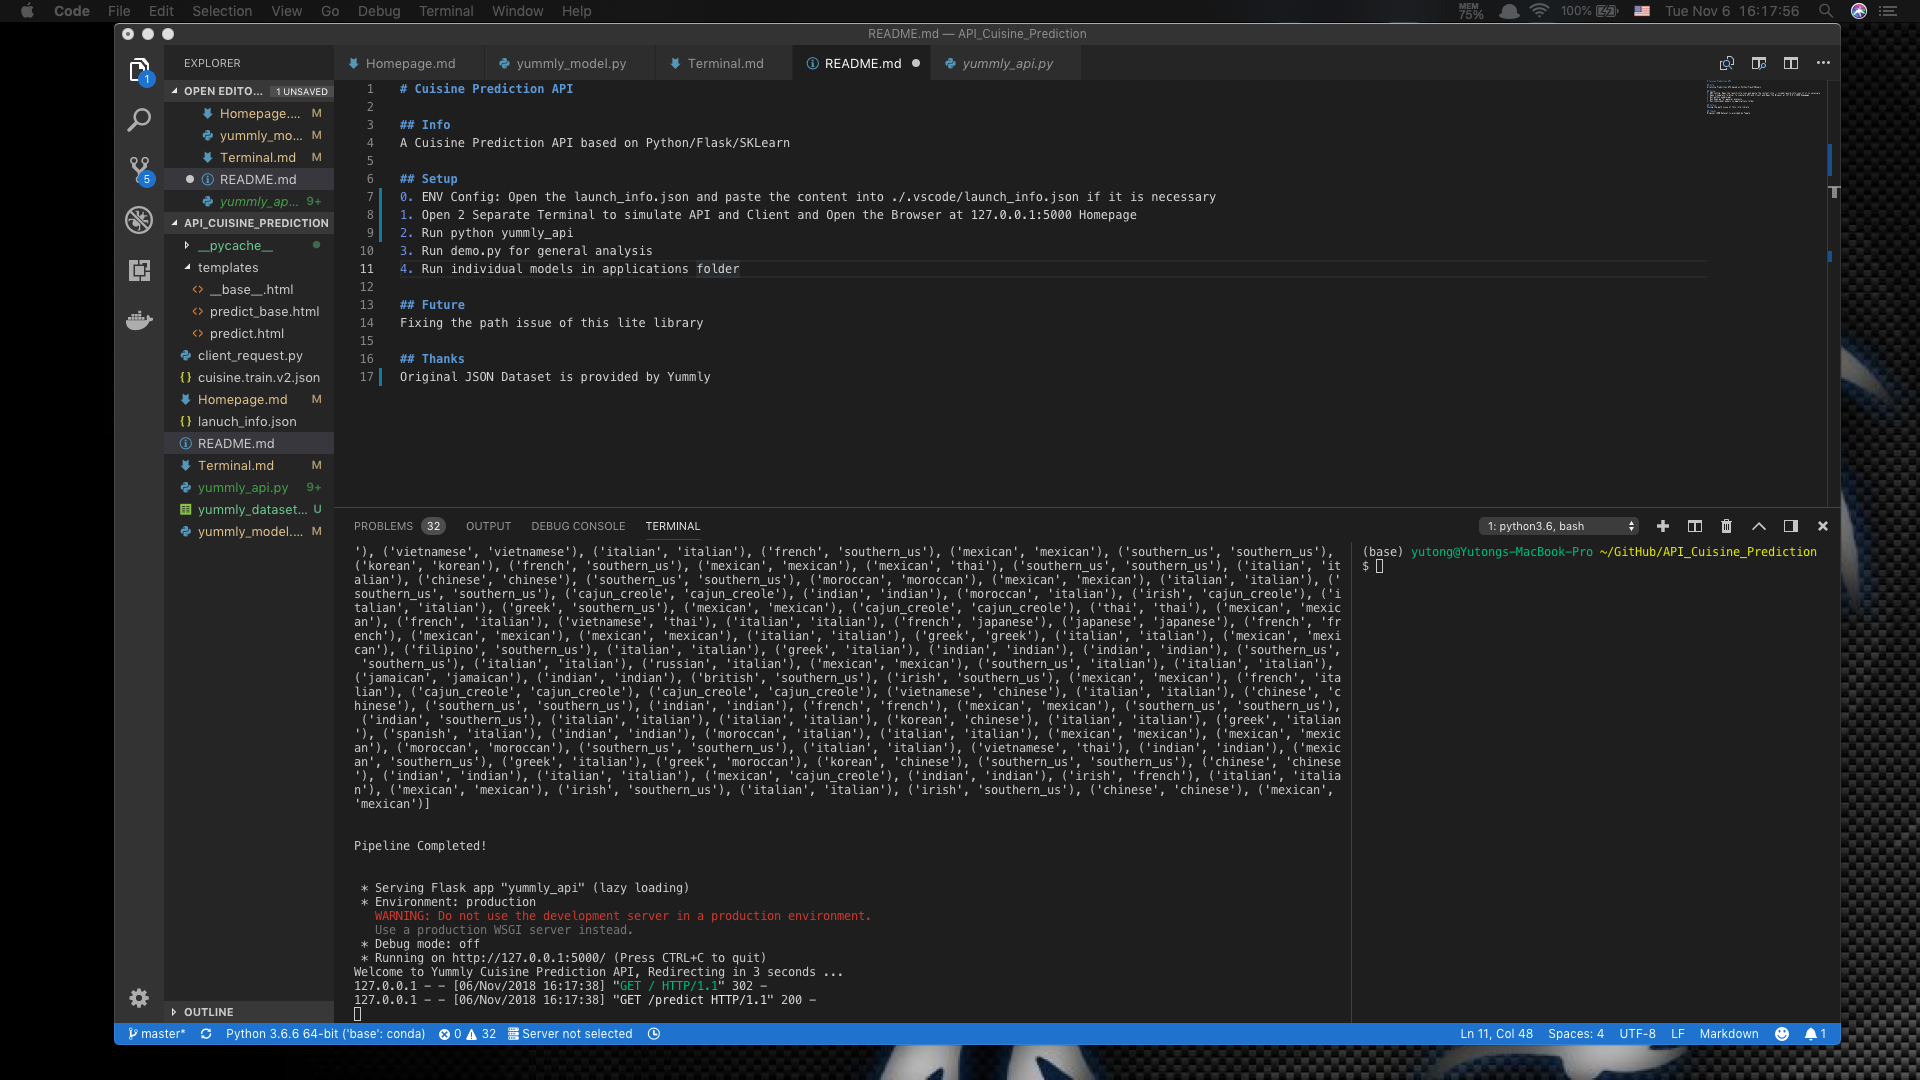 Code File Edit Selection View Go Debug Terminal Window Help
MEM 75% 100% Tue Nov 6 16:17:56
README.md — API_Cuisine_Prediction
EXPLORER
Homepage.md yummly_model.py Terminal.md README.md yummly_api.py
OPEN EDITO... 1 UNSAVED
Homepage.... M
yummly_mo... M
Terminal.md M
README.md
yummly_ap... 9+
API_CUISINE_PREDICTION
__pycache__
templates
__base__.html
predict_base.html
predict.html
client_request.py
cuisine.train.v2.json
Homepage.md M
lanuch_info.json
README.md
Terminal.md M
yummly_api.py 9+
yummly_dataset... U
yummly_model.... M
OUTLINE
1
5
1 # Cuisine Prediction API
2
3 ## Info
4 A Cuisine Prediction API based on Python/Flask/SKLearn
5
6 ## Setup
7 0. ENV Config: Open the launch_info.json and paste the content into ./.vscode/launch_info.json if it is necessary
8 1. Open 2 Separate Terminal to simulate API and Client and Open the Browser at 127.0.0.1:5000 Homepage
9 2. Run python yummly_api
10 3. Run demo.py for general analysis
11 4. Run individual models in applications folder
12
13 ## Future
14 Fixing the path issue of this lite library
15
16 ## Thanks
17 Original JSON Dataset is provided by Yummly
PROBLEMS 32 OUTPUT DEBUG CONSOLE TERMINAL 1: python3.6, bash
'), ('vietnamese', 'vietnamese'), ('italian', 'italian'), ('french', 'southern_us'), ('mexican', 'mexican'), ('southern_us', 'southern_us'),
('korean', 'korean'), ('french', 'southern_us'), ('mexican', 'mexican'), ('mexican', 'thai'), ('southern_us', 'southern_us'), ('italian', 'it
alian'), ('chinese', 'chinese'), ('southern_us', 'southern_us'), ('moroccan', 'moroccan'), ('mexican', 'mexican'), ('italian', 'italian'), ('
southern_us', 'southern_us'), ('cajun_creole', 'cajun_creole'), ('indian', 'indian'), ('moroccan', 'italian'), ('irish', 'cajun_creole'), ('i
talian', 'italian'), ('greek', 'southern_us'), ('mexican', 'mexican'), ('cajun_creole', 'cajun_creole'), ('thai', 'thai'), ('mexican', 'mexic
an'), ('french', 'italian'), ('vietnamese', 'thai'), ('italian', 'italian'), ('french', 'japanese'), ('japanese', 'japanese'), ('french', 'fr
ench'), ('mexican', 'mexican'), ('mexican', 'mexican'), ('italian', 'italian'), ('greek', 'greek'), ('italian', 'italian'), ('mexican', 'mexi
can'), ('filipino', 'southern_us'), ('italian', 'italian'), ('greek', 'italian'), ('indian', 'indian'), ('indian', 'indian'), ('southern_us',
'southern_us'), ('italian', 'italian'), ('russian', 'italian'), ('mexican', 'mexican'), ('southern_us', 'italian'), ('italian', 'italian'),
('jamaican', 'jamaican'), ('indian', 'indian'), ('british', 'southern_us'), ('irish', 'southern_us'), ('mexican', 'mexican'), ('french', 'ita
lian'), ('cajun_creole', 'cajun_creole'), ('cajun_creole', 'cajun_creole'), ('vietnamese', 'chinese'), ('italian', 'italian'), ('chinese', 'c
hinese'), ('southern_us', 'southern_us'), ('indian', 'indian'), ('french', 'french'), ('mexican', 'mexican'), ('southern_us', 'southern_us'),
('indian', 'southern_us'), ('italian', 'italian'), ('italian', 'italian'), ('korean', 'chinese'), ('italian', 'italian'), ('greek', 'italian
'), ('spanish', 'italian'), ('indian', 'indian'), ('moroccan', 'italian'), ('italian', 'italian'), ('mexican', 'mexican'), ('mexican', 'mexic
an'), ('moroccan', 'moroccan'), ('southern_us', 'southern_us'), ('italian', 'italian'), ('vietnamese', 'thai'), ('indian', 'indian'), ('mexic
an', 'southern_us'), ('greek', 'italian'), ('greek', 'moroccan'), ('korean', 'chinese'), ('southern_us', 'southern_us'), ('chinese', 'chinese
'), ('indian', 'indian'), ('italian', 'italian'), ('mexican', 'cajun_creole'), ('indian', 'indian'), ('irish', 'french'), ('italian', 'italia
n'), ('mexican', 'mexican'), ('irish', 'southern_us'), ('italian', 'italian'), ('irish', 'southern_us'), ('chinese', 'chinese'), ('mexican',
'mexican')]
Pipeline Completed!
* Serving Flask app "yummly_api" (lazy loading)
* Environment: production
WARNING: Do not use the development server in a production environment.
Use a production WSGI server instead.
* Debug mode: off
* Running on http://127.0.0.1:5000/ (Press CTRL+C to quit)
Welcome to Yummly Cuisine Prediction API, Redirecting in 3 seconds ...
127.0.0.1 - - [06/Nov/2018 16:17:38] "GET / HTTP/1.1" 302 -
127.0.0.1 - - [06/Nov/2018 16:17:38] "GET /predict HTTP/1.1" 200 -
(base) yutong@Yutongs-MacBook-Pro ~/GitHub/API_Cuisine_Prediction
$
master* Python 3.6.6 64-bit ('base': conda) 0 32 Server not selected Ln 11, Col 48 Spaces: 4 UTF-8 LF Markdown 1